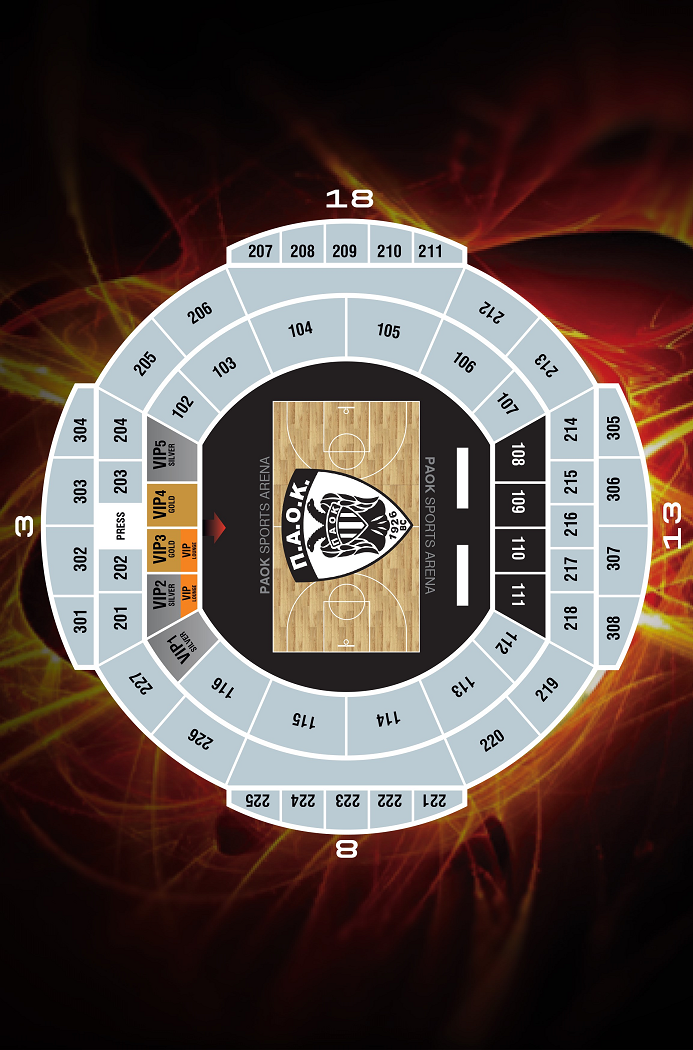 18
207 208 209 210 211
206
212
205
104
105
213
103
106
102
107
304
204
VIP5
SILVER
108
214
305
303
203
VIP4
GOLD
109
215
306
3
PRESS
PAOK SPORTS ARENA
Π.Α.Ο.Κ.
ΠΑΟΚ
1926
BC
PAOK SPORTS ARENA
216
13
302
202
VIP3
GOLD
VIP
LOUNGE
110
217
307
301
201
VIP2
SILVER
VIP
LOUNGE
111
218
308
VIP1
SILVER
112
227
116
113
219
226
115
114
220
225 224 223 222 221
8